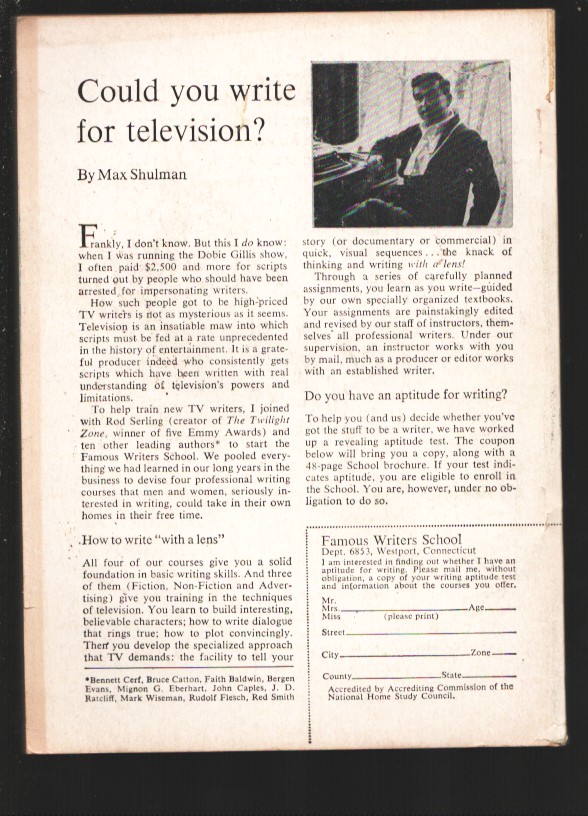 Could you write
for television?
By Max Shulman
Frankly, I don't know. But this I do know:
when I was running the Dobie Gillis show,
I often paid $2,500 and more for scripts
turned out by people who should have been
arrested for impersonating writers.
How such people got to be high-priced
TV writers is not as mysterious as it seems.
Television is an insatiable maw into which
scripts must be fed at a rate unprecedented
in the history of entertainment. It is a grate-
ful producer indeed who consistently gets
scripts which have been written with real
understanding of television's powers and
limitations.
To help train new TV writers, I joined
with Rod Serling (creator of The Twilight
Zone, winner of five Emmy Awards) and
ten other leading authors* to start the
Famous Writers School. We pooled every-
thing we had learned in our long years in the
business to devise four professional writing
courses that men and women, seriously in-
terested in writing, could take in their own
homes in their free time.
How to write "with a lens"
All four of our courses give you a solid
foundation in basic writing skills. And three
of them (Fiction, Non-Fiction and Adver-
tising) give you training in the techniques
of television. You learn to build interesting,
believable characters; how to write dialogue
that rings true; how to plot convincingly.
Then you develop the specialized approach
that TV demands: the facility to tell your
*Bennett Cerf, Bruce Catton, Faith Baldwin, Bergen
Evans, Mignon G. Eberhart, John Caples, J. D.
Ratcliff, Mark Wiseman, Rudolf Flesch, Red Smith
story (or documentary or commercial) in
quick, visual sequences...the knack of
thinking and writing with a lens!
Through a series of carefully planned
assignments, you learn as you write—guided
by our own specially organized textbooks.
Your assignments are painstakingly edited
and revised by our staff of instructors, them-
selves all professional writers. Under our
supervision, an instructor works with you
by mail, much as a producer or editor works
with an established writer.
Do you have an aptitude for writing?
To help you (and us) decide whether you've
got the stuff to be a writer, we have worked
up a revealing aptitude test. The coupon
below will bring you a copy, along with a
48-page School brochure. If your test indi-
cates aptitude, you are eligible to enroll in
the School. You are, however, under no ob-
ligation to do so.
Famous Writers School
Dept. 6853, Westport, Connecticut
I am interested in finding out whether I have an
aptitude for writing. Please mail me, without
obligation, a copy of your writing aptitude test
and information about the courses you offer.
Mr.
Mrs. Age
Miss (please print)
Street
City Zone
County State
Accredited by Accrediting Commission of the
National Home Study Council.